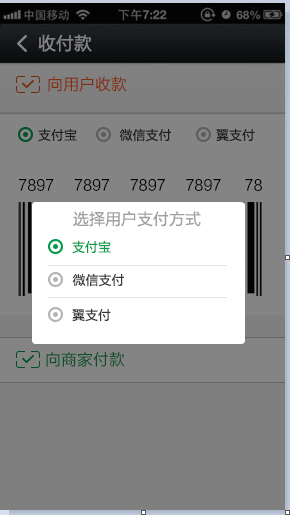 中国移动 下午7:22 68%
收付款
向用户收款
支付宝 微信支付 翼支付
7897 7897 7897 7897 78
选择用户支付方式
支付宝
微信支付
翼支付
向商家付款